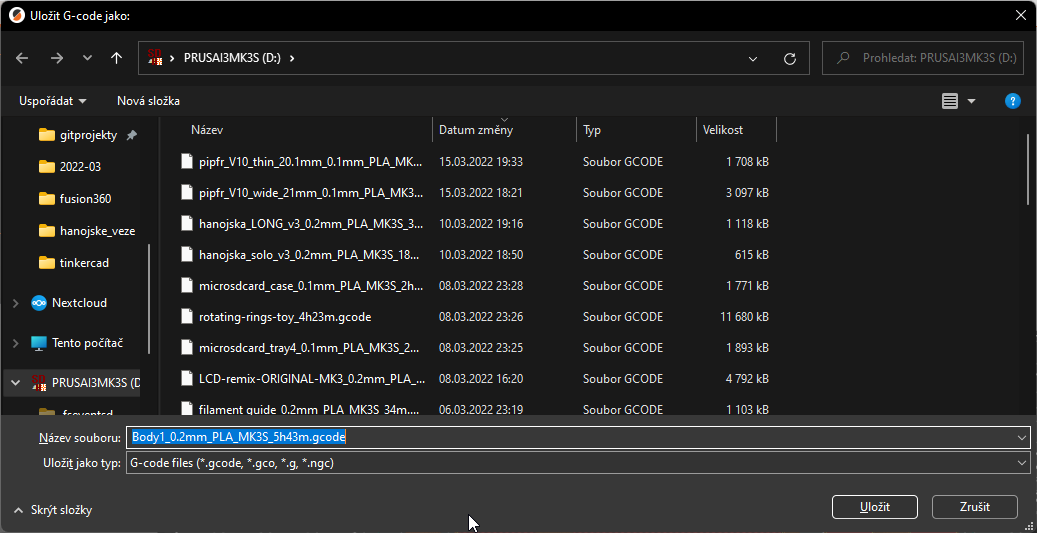 Uložit G-code jako:
PRUSAI3MK3S (D:)
Prohledat: PRUSAI3MK3S (D:)
Uspořádat Nová složka
gitprojekty
2022-03
fusion360
hanojske_veze
tinkercad
Nextcloud
Tento počítač
PRUSAI3MK3S (D
.fseventsd
Název Datum změny Typ Velikost
pipfr_V10_thin_20.1mm_0.1mm_PLA_MK... 15.03.2022 19:33 Soubor GCODE 1 708 kB
pipfr_V10_wide_21mm_0.1mm_PLA_MK3... 15.03.2022 18:21 Soubor GCODE 3 097 kB
hanojska_LONG_v3_0.2mm_PLA_MK3S_3... 10.03.2022 19:16 Soubor GCODE 1 118 kB
hanojska_solo_v3_0.2mm_PLA_MK3S_18... 10.03.2022 18:50 Soubor GCODE 615 kB
microsdcard_case_0.1mm_PLA_MK3S_2h... 08.03.2022 23:28 Soubor GCODE 1 771 kB
rotating-rings-toy_4h23m.gcode 08.03.2022 23:26 Soubor GCODE 11 680 kB
microsdcard_tray4_0.1mm_PLA_MK3S_2... 08.03.2022 23:25 Soubor GCODE 1 893 kB
LCD-remix-ORIGINAL-MK3_0.2mm_PLA_... 08.03.2022 16:20 Soubor GCODE 4 792 kB
filament_guide_0.2mm_PLA_MK3S_34m.... 06.03.2022 23:19 Soubor GCODE 1 103 kB
Název souboru: Body1_0.2mm_PLA_MK3S_5h43m.gcode
Uložit jako typ: G-code files (*.gcode, *.gco, *.g, *.ngc)
Skrýt složky
Uložit Zrušit